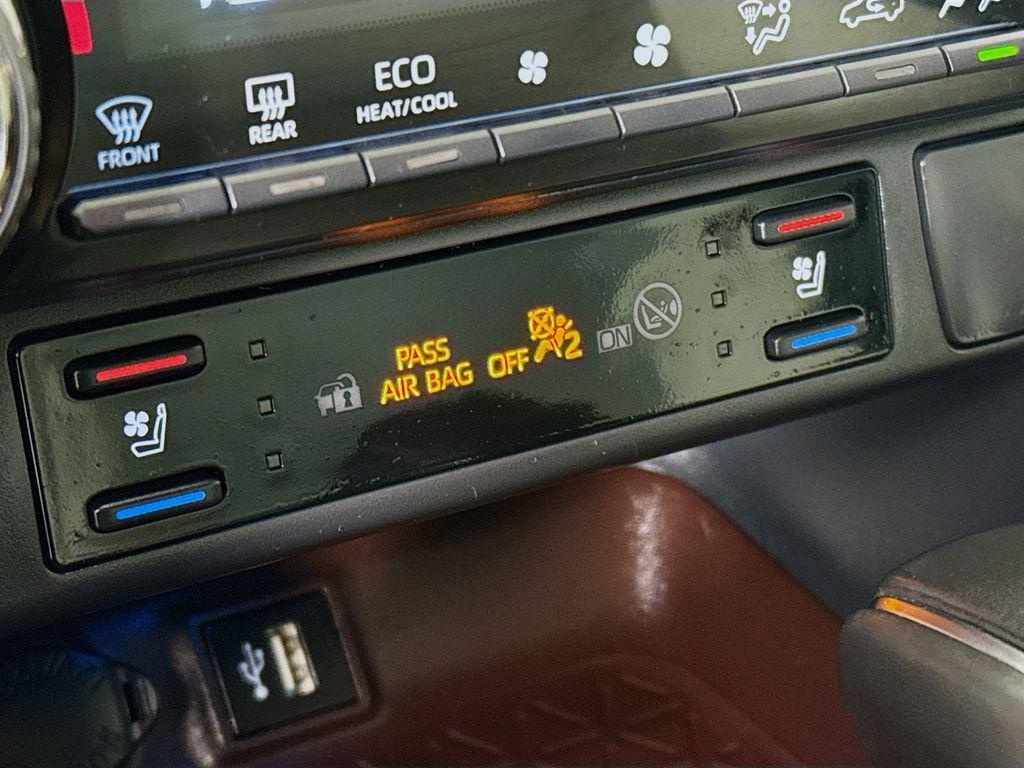 ECO
HEAT/COOL
REAR
FRONT
PASS
AIR BAG OFF 2 ON